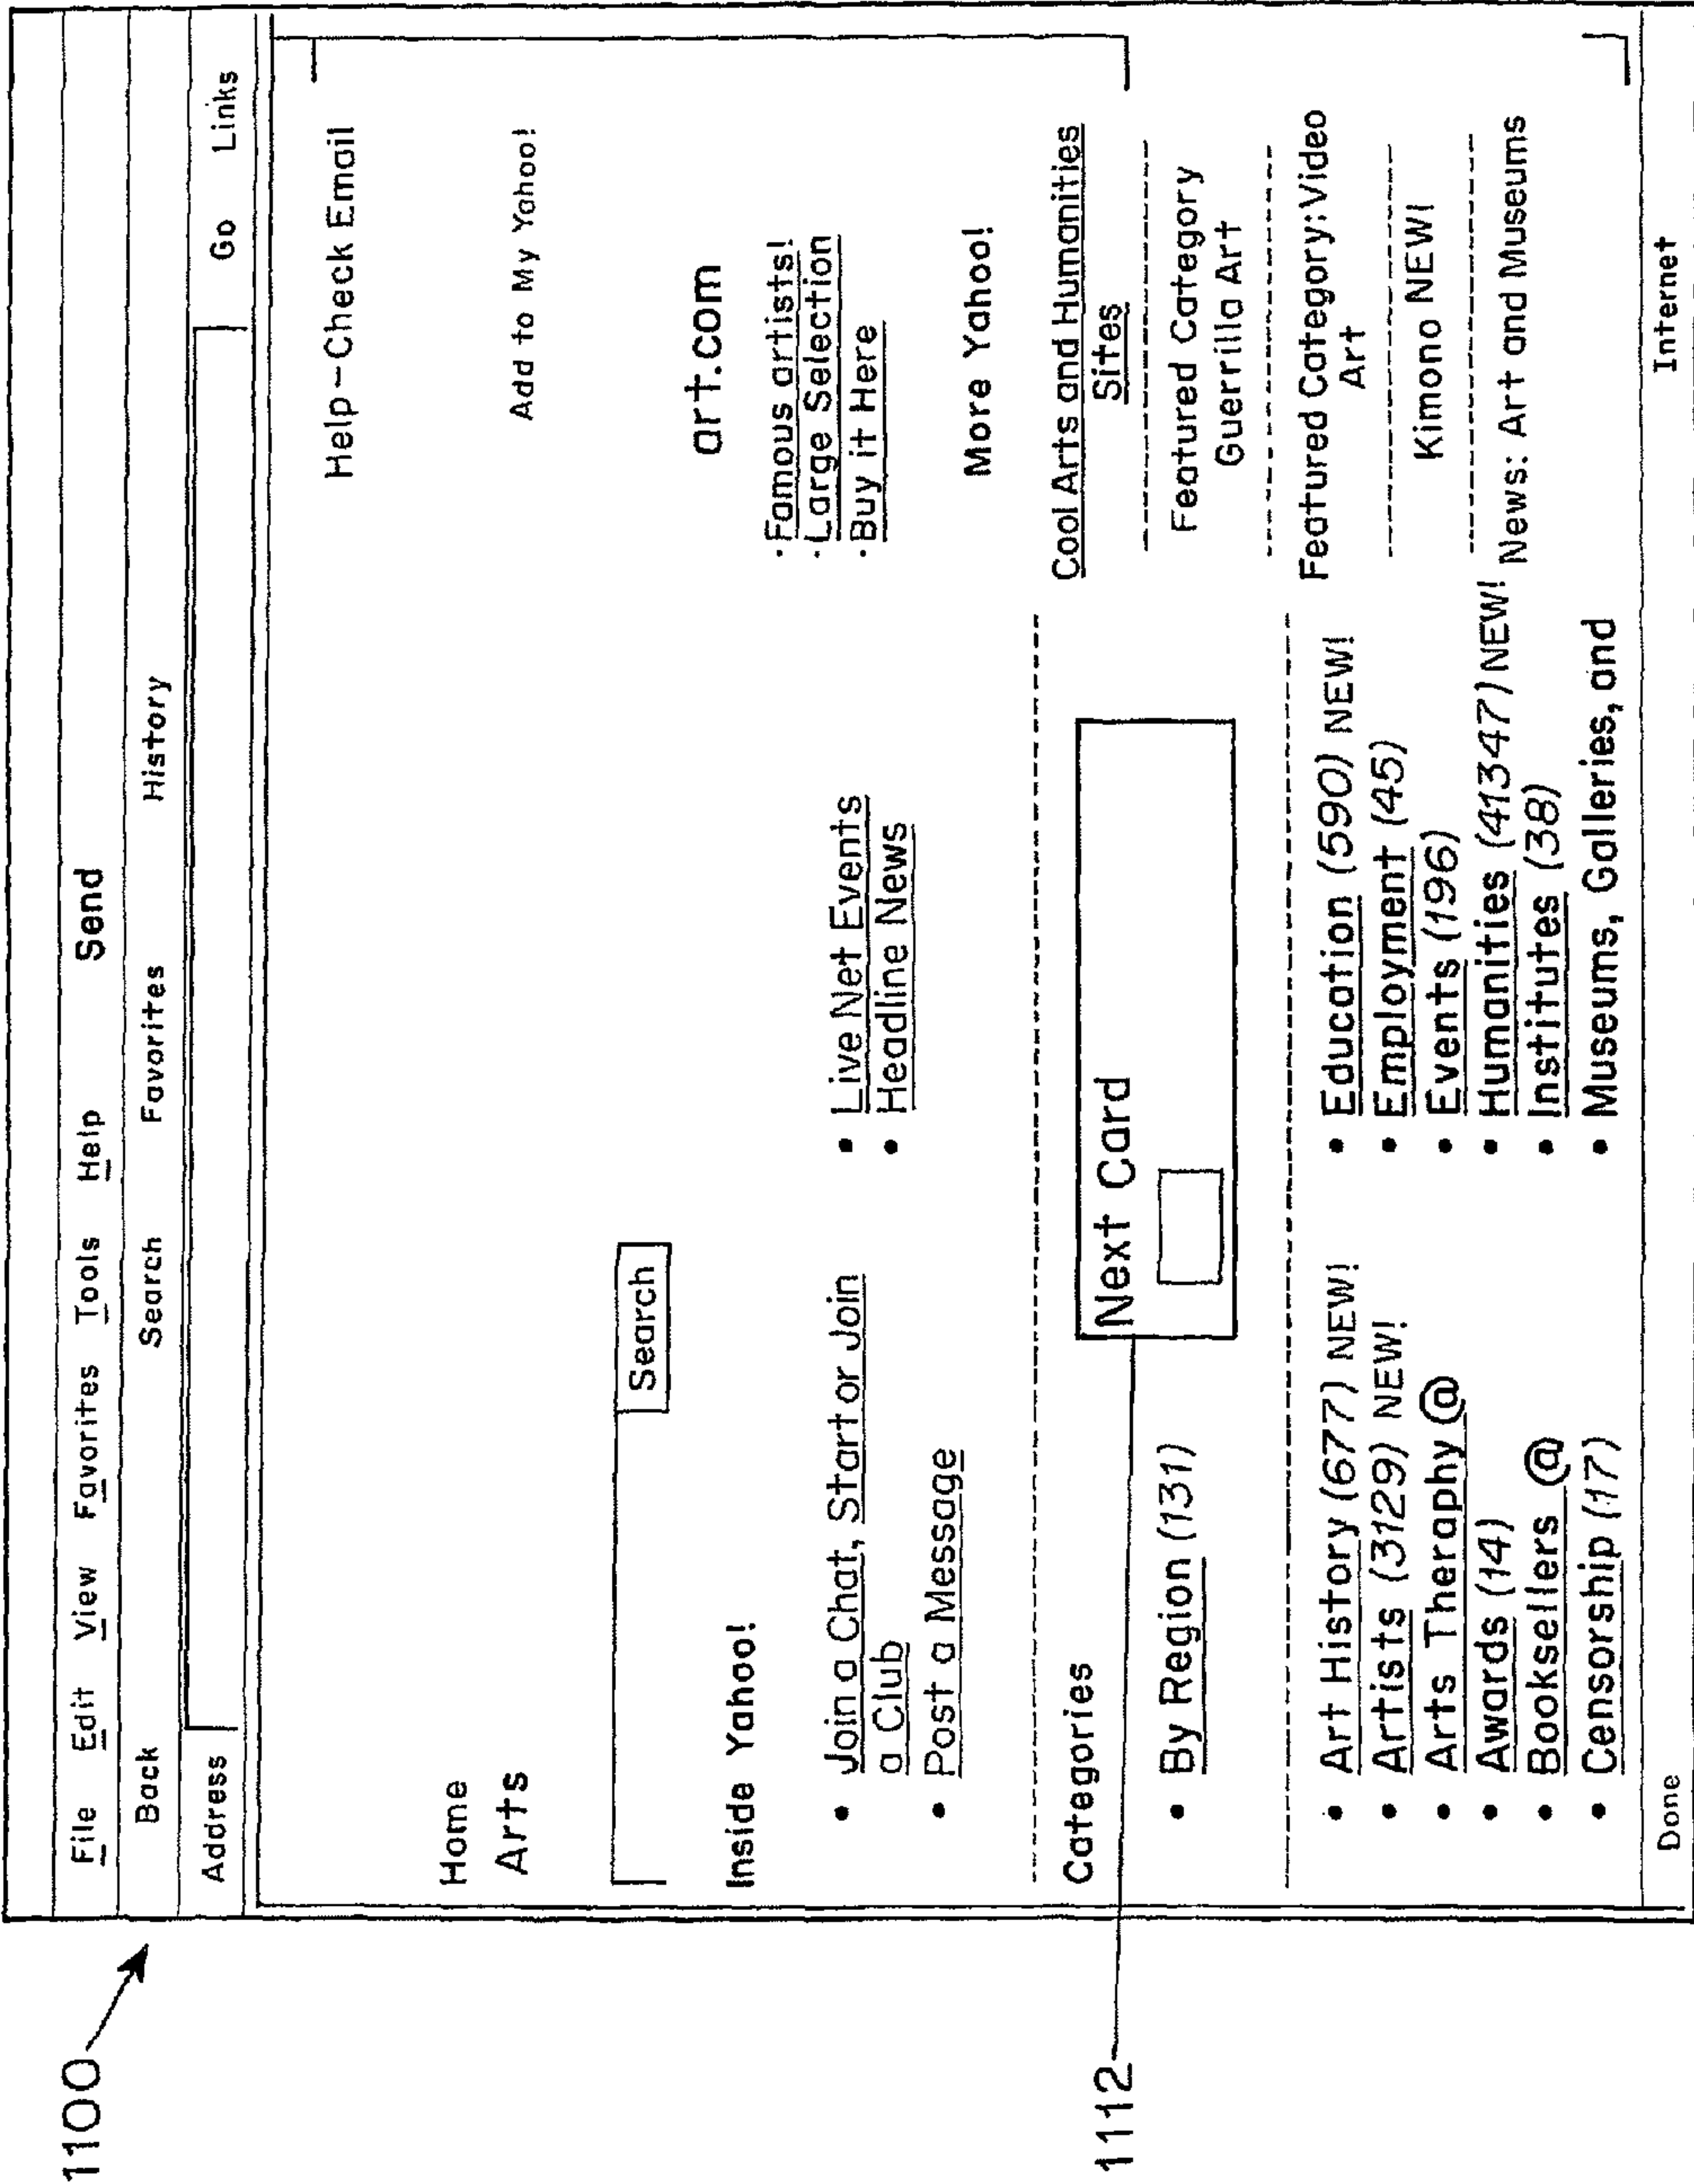 1100
File Edit View Favorites Tools Help Send
Back Search Favorites History
Address Go Links
Help-Check Email
Home
Arts
Add to My Yahoo!
Search
Inside Yahoo!
art.com
·Famous artists!
·Large Selection
·Buy it Here
• Join a Chat, Start or Join
a Club
• Post a Message
• Live Net Events
• Headline News
More Yahoo!
Categories
1112
Next Card
• By Region (131)
Cool Arts and Humanities
Sites
Featured Category
Guerrilla Art
Featured Category:Video
Art
Kimono NEW!
News: Art and Museums
• Art History (677) NEW!
• Artists (3129) NEW!
• Arts Theraphy @
• Awards (14)
• Booksellers @
• Censorship (17)
• Education (590) NEW!
• Employment (45)
• Events (196)
• Humanities (41347) NEW!
• Institutes (38)
• Museums, Galleries, and
Done Internet